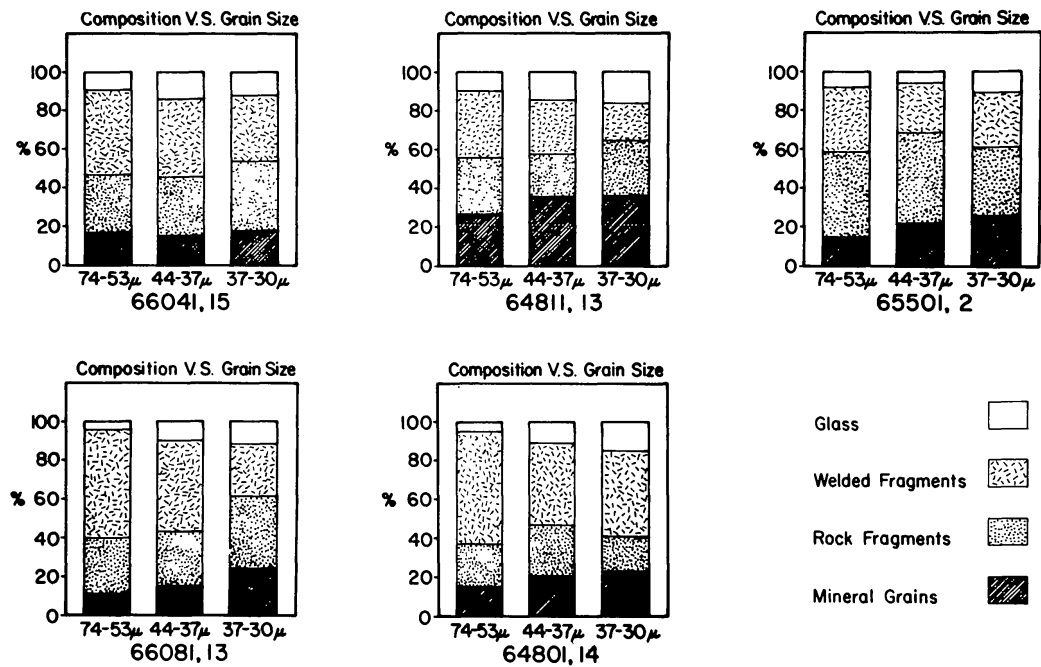 Composition V.S. Grain Size
100
80
% 60
40
20
0
74-53μ 44-37μ 37-30μ
66041, 15
Composition V.S. Grain Size
100
80
% 60
40
20
0
74-53μ 44-37μ 37-30μ
64811, 13
Composition V.S. Grain Size
100
80
% 60
40
20
0
74-53μ 44-37μ 37-30μ
65501, 2
Composition V.S. Grain Size
100
80
% 60
40
20
0
74-53μ 44-37μ 37-30μ
66081, 13
Composition V.S. Grain Size
100
80
% 60
40
20
0
74-53μ 44-37μ 37-30μ
64801, 14
Glass
Welded Fragments
Rock Fragments
Mineral Grains